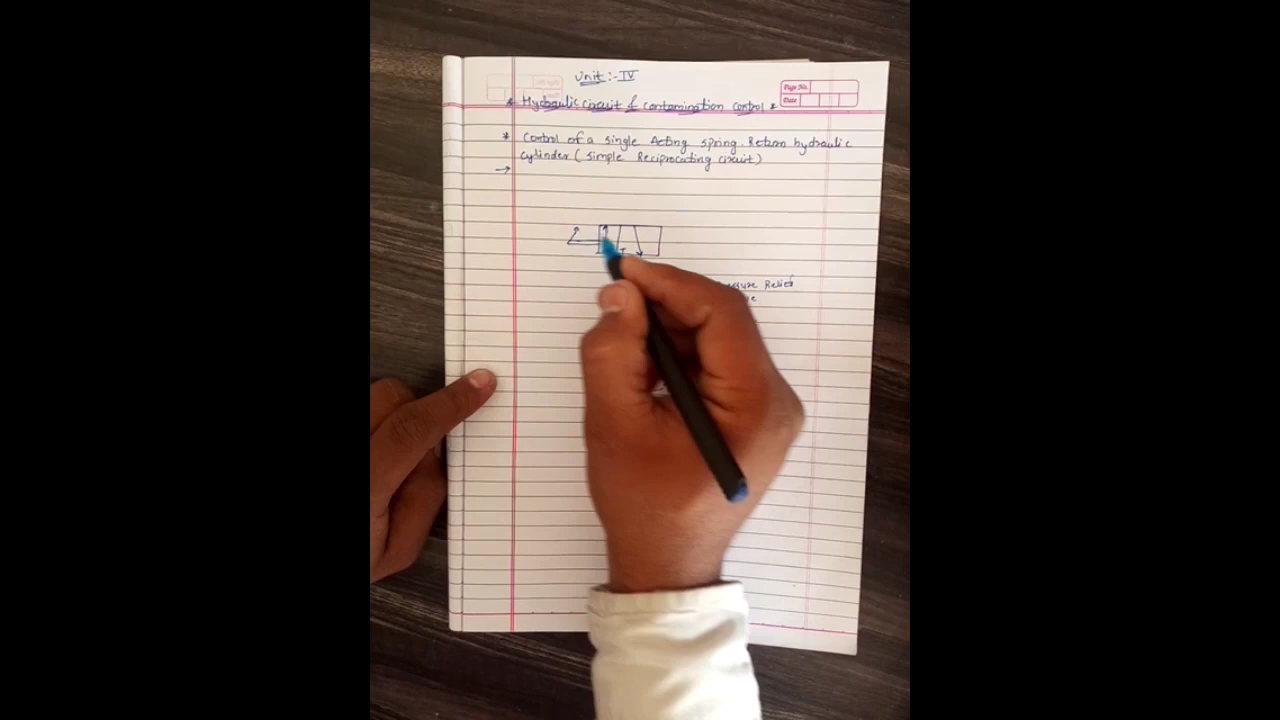 Unit :- IV
Page No.
Date
* Hydraulic circuit & contamination control *
* Control of a single Acting spring. Return hydraulic
cylinder ( simple Reciprocating circuit )
→
T
Relief